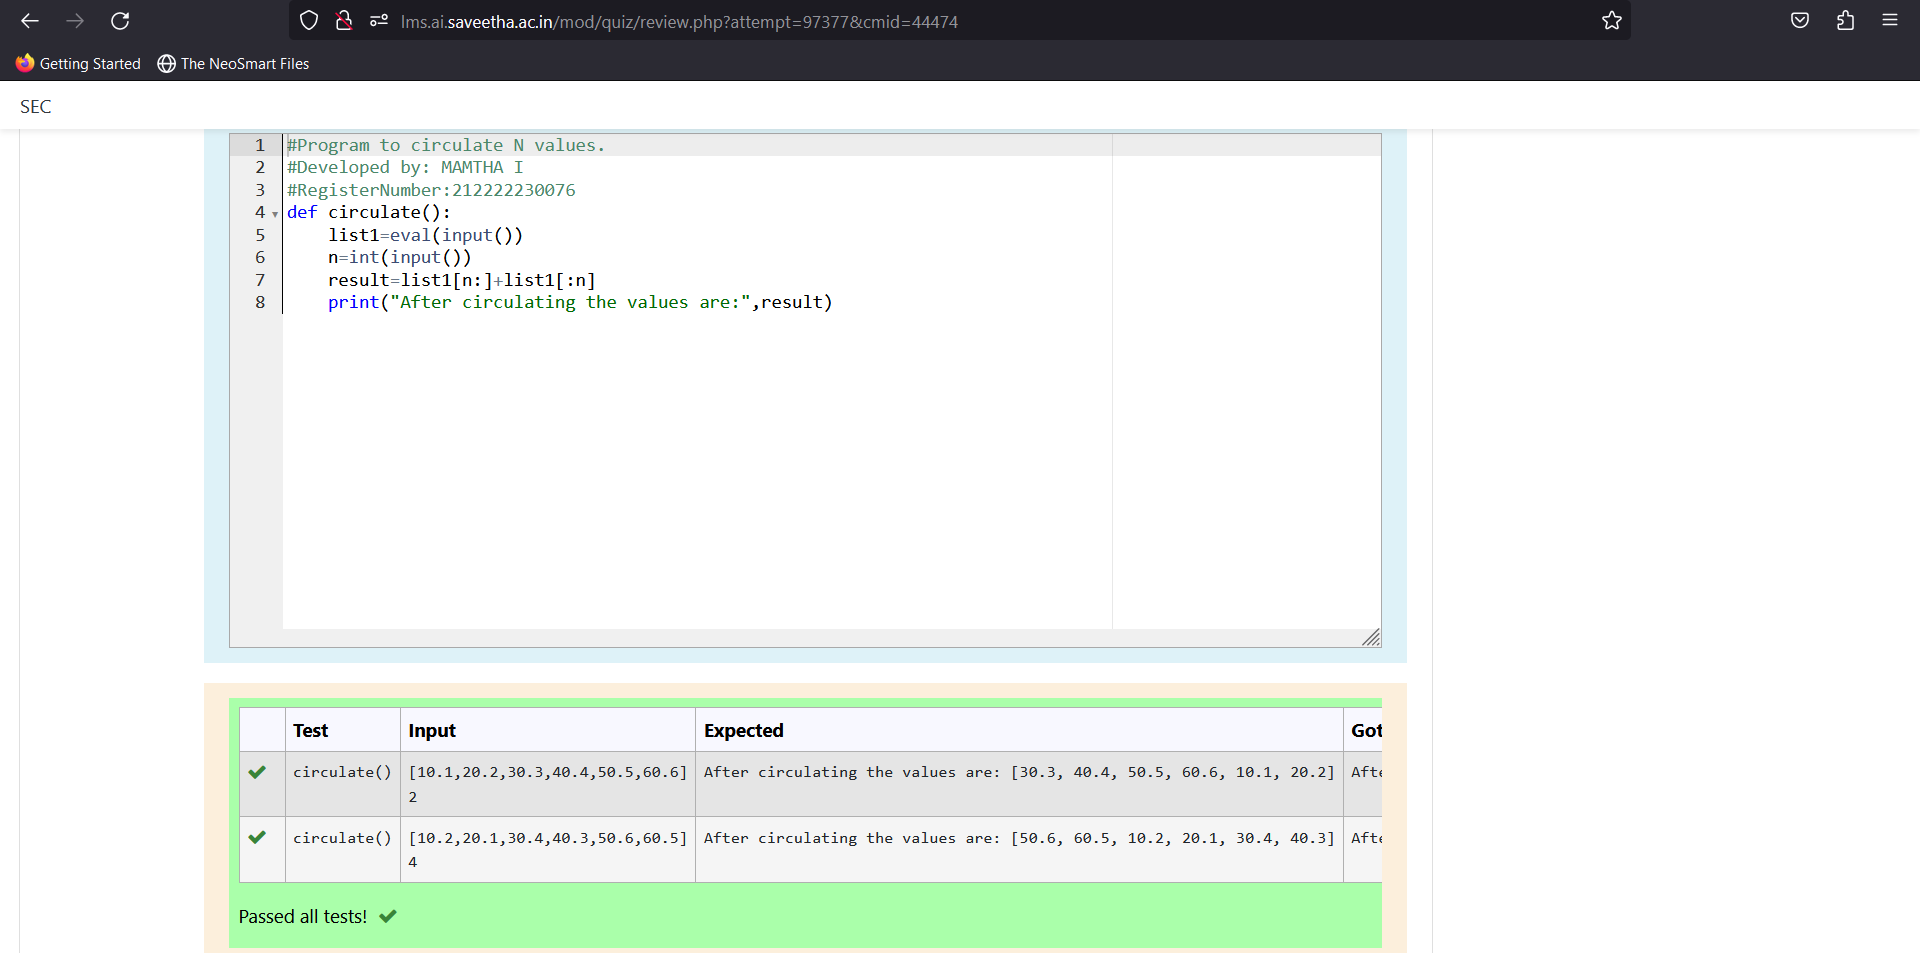 lms.ai.saveetha.ac.in/mod/quiz/review.php?attempt=97377&cmid=44474
Getting Started The NeoSmart Files
SEC
1 #Program to circulate N values.
2 #Developed by: MAMTHA I
3 #RegisterNumber:212222230076
4 def circulate():
5 list1=eval(input())
6 n=int(input())
7 result=list1[n:]+list1[:n]
8 print("After circulating the values are:",result)
Test Input Expected Got
circulate() [10.1,20.2,30.3,40.4,50.5,60.6] After circulating the values are: [30.3, 40.4, 50.5, 60.6, 10.1, 20.2] Afte
2
circulate() [10.2,20.1,30.4,40.3,50.6,60.5] After circulating the values are: [50.6, 60.5, 10.2, 20.1, 30.4, 40.3] Afte
4
Passed all tests!